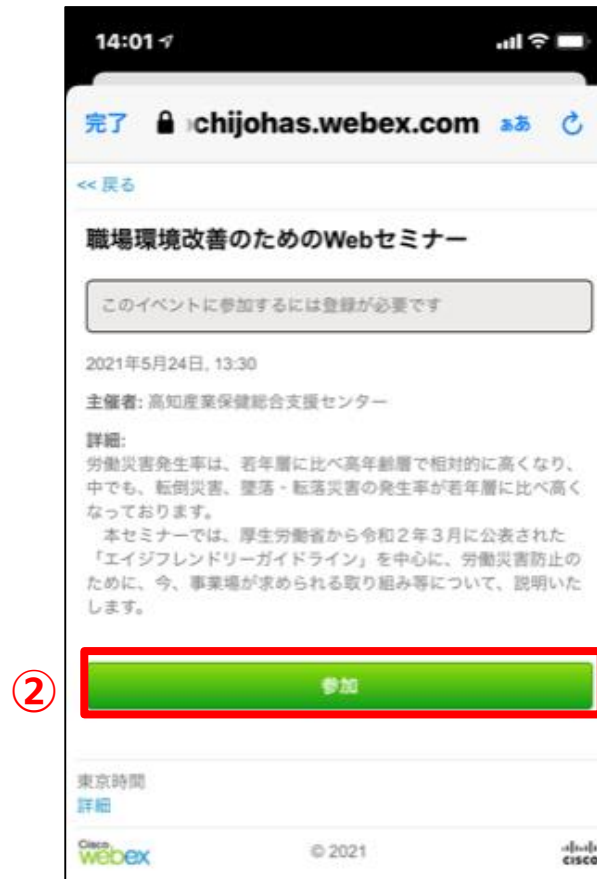 14:01
完了 chijohas.webex.com ぁあ
<< 戻る
職場環境改善のためのWebセミナー
このイベントに参加するには登録が必要です
2021年5月24日, 13:30
主催者: 高知産業保健総合支援センター
詳細:
労働災害発生率は、若年層に比べ高年齢層で相対的に高くなり、
中でも、転倒災害、墜落・転落災害の発生率が若年層に比べ高く
なっております。
　本セミナーでは、厚生労働省から令和２年３月に公表された
「エイジフレンドリーガイドライン」を中心に、労働災害防止の
ために、今、事業場が求められる取り組み等について、説明いた
します。
② 参加
東京時間
詳細
Cisco webex © 2021 cisco